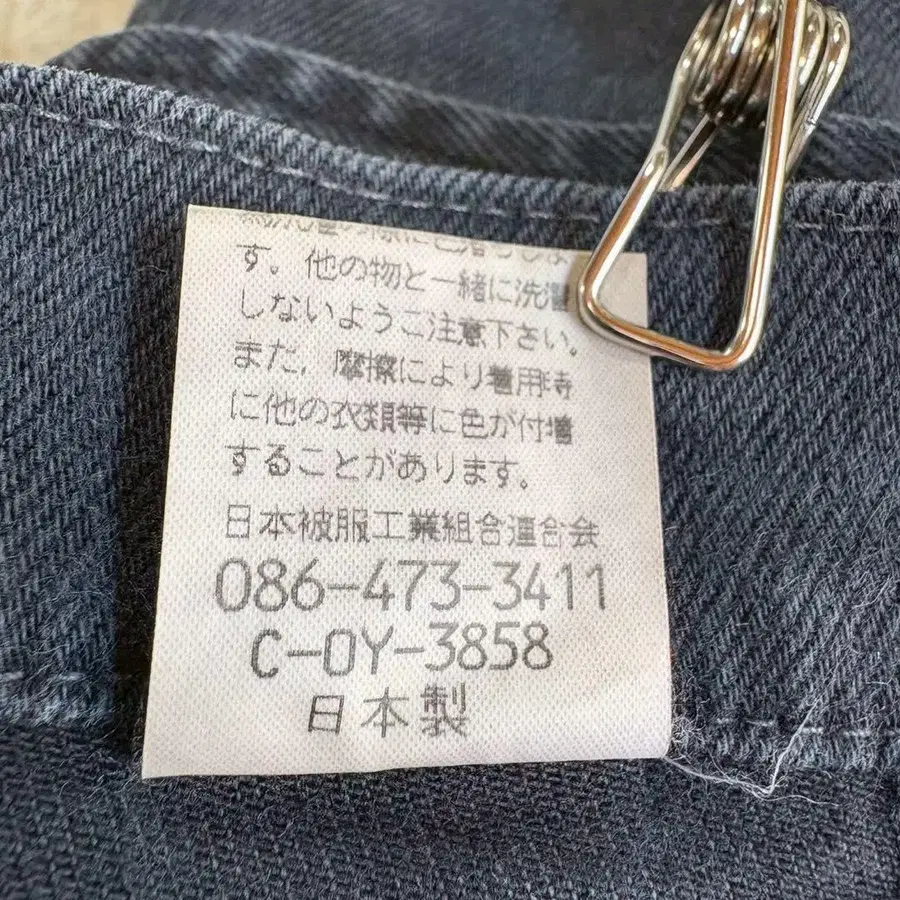 す。他の物と一緒に洗濯
しないようご注意下さい。
また、摩擦により着用時
に他の衣類等に色が付着
することがあります。
日本被服工業組合連合会
086-473-3411
C-OY-3858
日本製